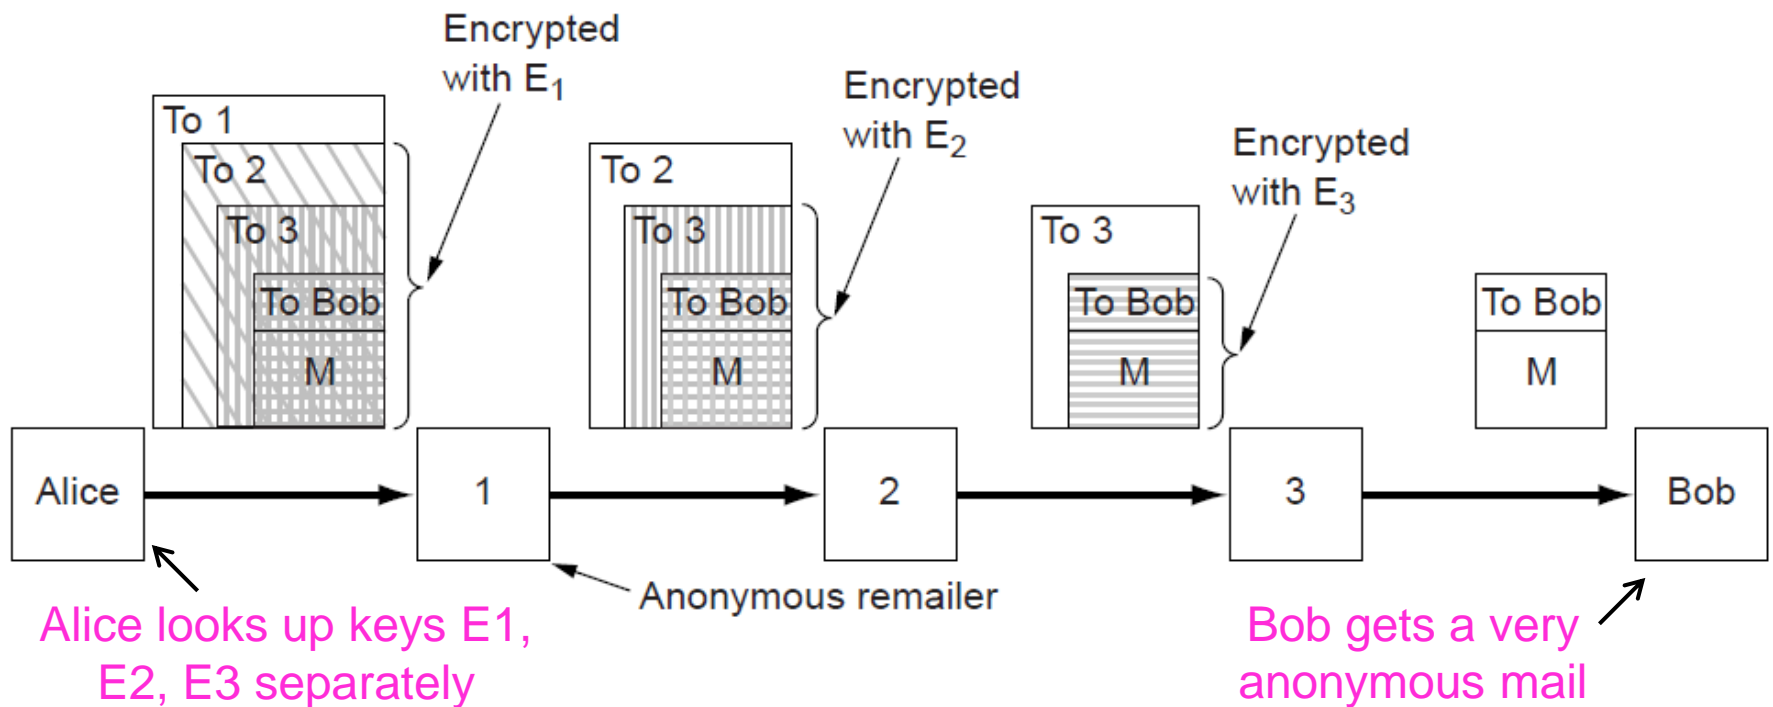 Encrypted
with E₁
Encrypted
with E₂
Encrypted
with E₃
To 1
To 2
To 3
To Bob
M
To 2
To 3
To Bob
M
To 3
To Bob
M
To Bob
M
Alice
1
2
3
Bob
Anonymous remailer
Alice looks up keys E1,
E2, E3 separately
Bob gets a very
anonymous mail